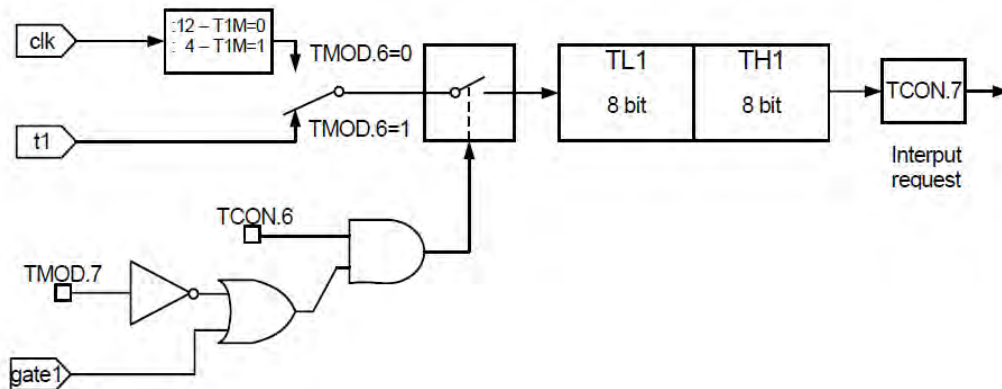 clk
:12 – T1M=0
: 4 – T1M=1
TMOD.6=0
TMOD.6=1
t1
TL1
8 bit
TH1
8 bit
TCON.7
Interput
request
TCON.6
TMOD.7
gate1